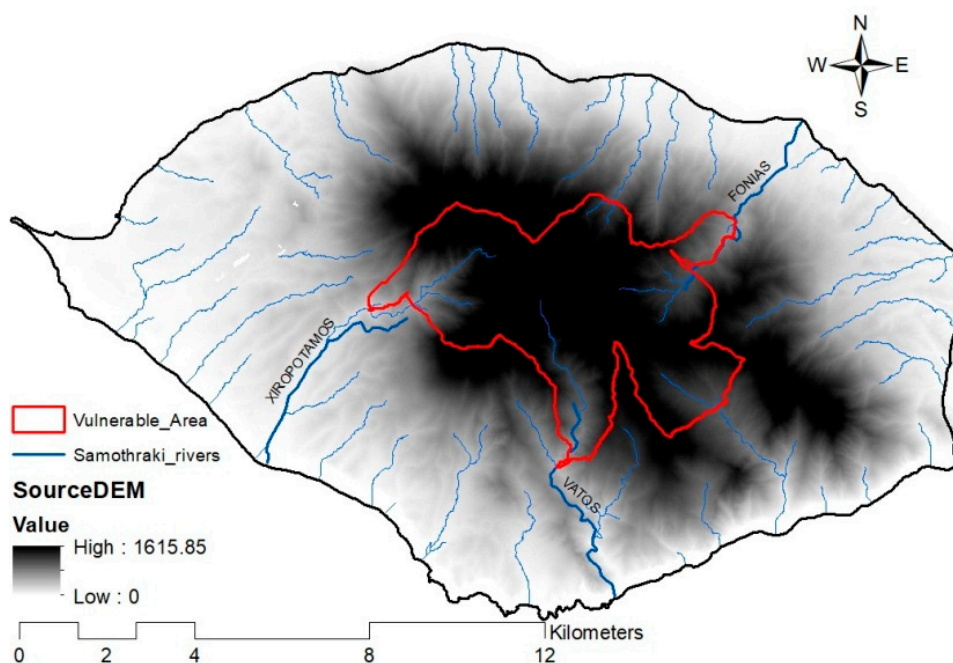 N
W E
S
FONIAS
XIROPOTAMOS
VATOS
Vulnerable_Area
Samothraki_rivers
SourceDEM
Value
High : 1615.85
Low : 0
Kilometers
0 2 4 8 12